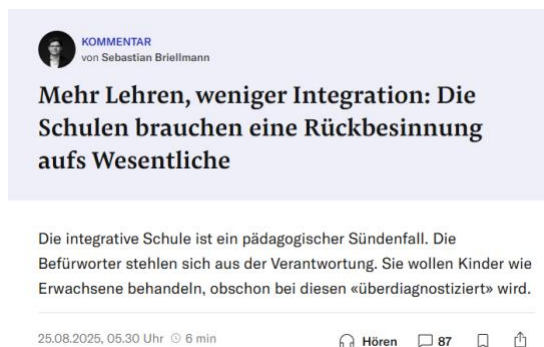 KOMMENTAR
von Sebastian Briellmann
Mehr Lehren, weniger Integration: Die
Schulen brauchen eine Rückbesinnung
aufs Wesentliche
Die integrative Schule ist ein pädagogischer Sündenfall. Die
Befürworter stehlen sich aus der Verantwortung. Sie wollen Kinder wie
Erwachsene behandeln, obschon bei diesen «überdiagnostiziert» wird.
25.08.2025, 05.30 Uhr 6 min Hören 87